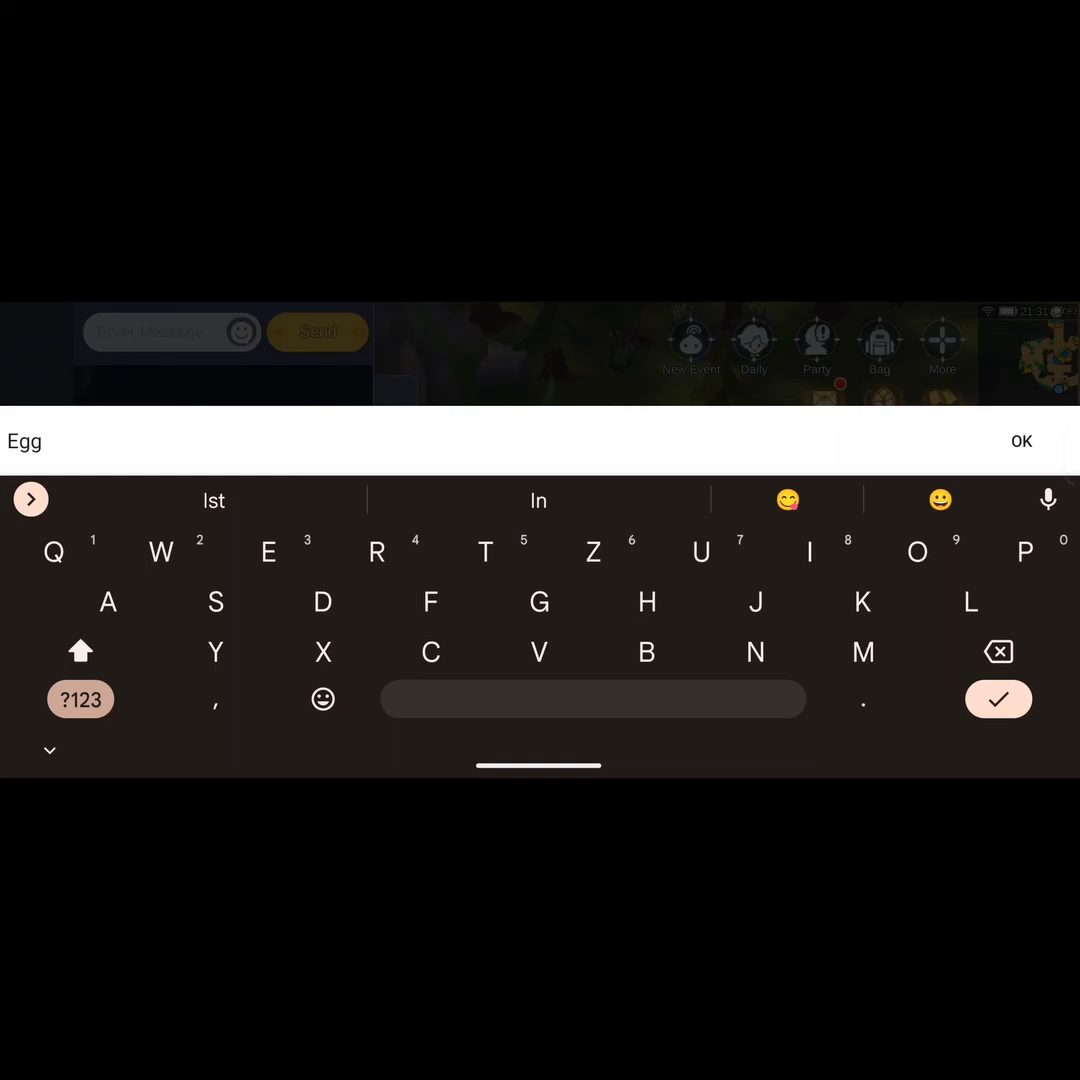 Enter Message
Send
New Event
Daily
Party
Bag
More
21:31
Egg
OK
Ist
In
Q 1 W 2 E 3 R 4 T 5 Z 6 U 7 I 8 O 9 P 0
A S D F G H J K L
Y X C V B N M
?123 , .